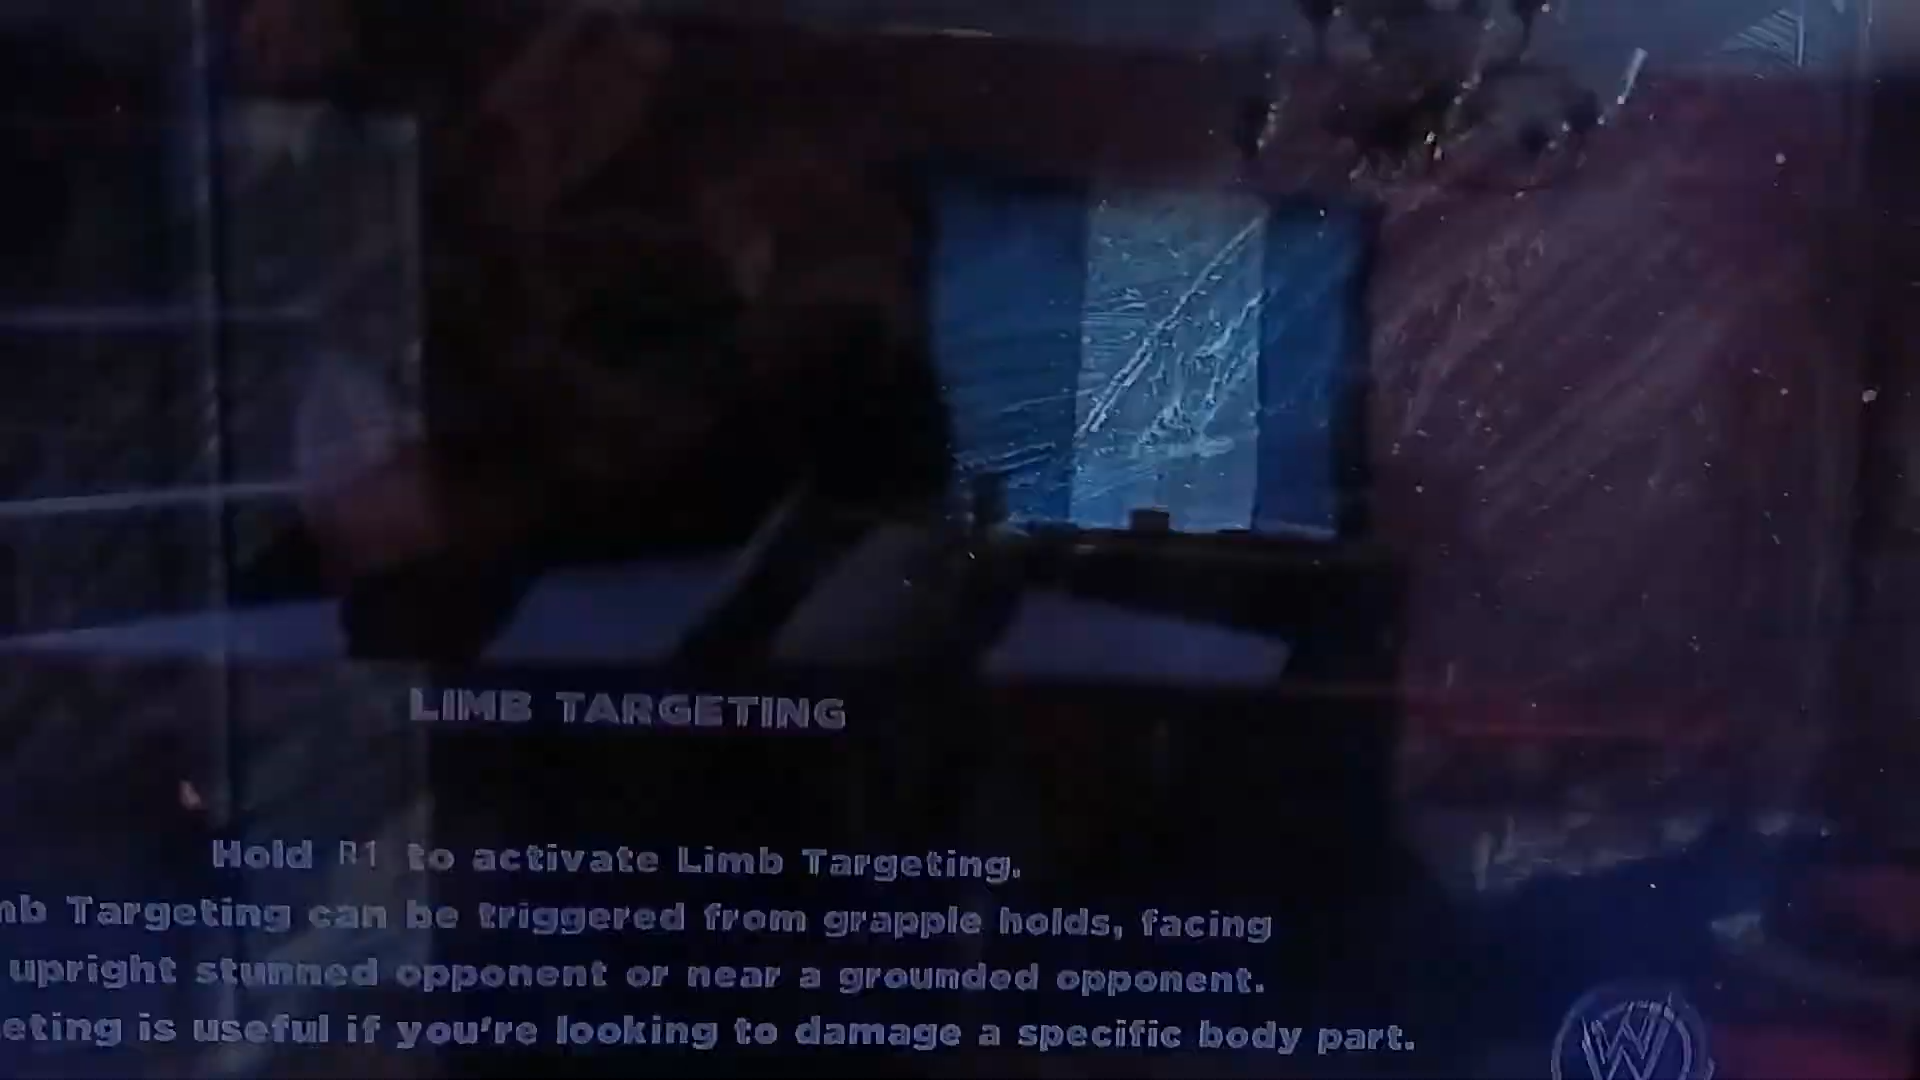 LIMB TARGETING
Hold R1 to activate Limb Targeting.
mb Targeting can be triggered from grapple holds, facing
upright stunned opponent or near a grounded opponent.
eting is useful if you're looking to damage a specific body part.
W